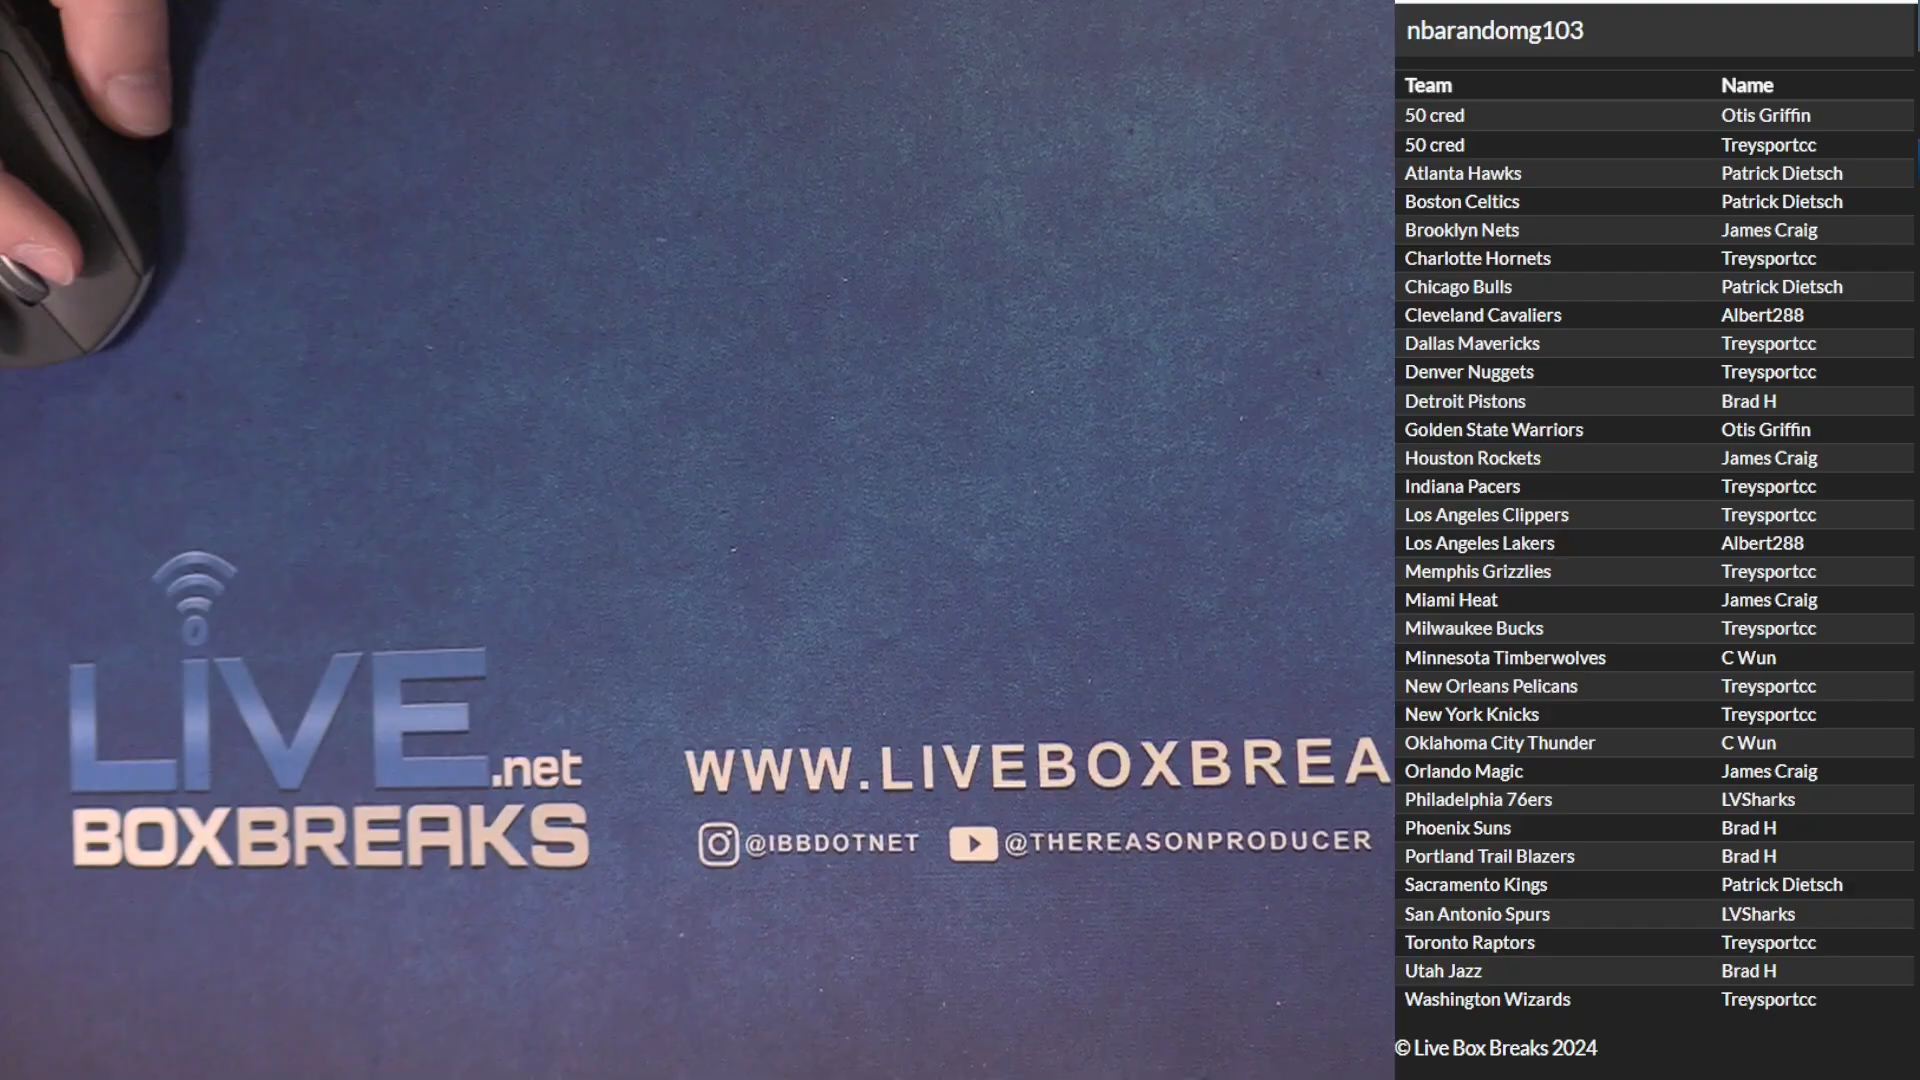 LIVE.net
BOXBREAKS
WWW.LIVEBOXBREA
@IBBDOTNET @THEREASONPRODUCER
nbarandomg103
Team Name
50 cred Otis Griffin
50 cred Treysportcc
Atlanta Hawks Patrick Dietsch
Boston Celtics Patrick Dietsch
Brooklyn Nets James Craig
Charlotte Hornets Treysportcc
Chicago Bulls Patrick Dietsch
Cleveland Cavaliers Albert288
Dallas Mavericks Treysportcc
Denver Nuggets Treysportcc
Detroit Pistons Brad H
Golden State Warriors Otis Griffin
Houston Rockets James Craig
Indiana Pacers Treysportcc
Los Angeles Clippers Treysportcc
Los Angeles Lakers Albert288
Memphis Grizzlies Treysportcc
Miami Heat James Craig
Milwaukee Bucks Treysportcc
Minnesota Timberwolves C Wun
New Orleans Pelicans Treysportcc
New York Knicks Treysportcc
Oklahoma City Thunder C Wun
Orlando Magic James Craig
Philadelphia 76ers LVSharks
Phoenix Suns Brad H
Portland Trail Blazers Brad H
Sacramento Kings Patrick Dietsch
San Antonio Spurs LVSharks
Toronto Raptors Treysportcc
Utah Jazz Brad H
Washington Wizards Treysportcc
© Live Box Breaks 2024